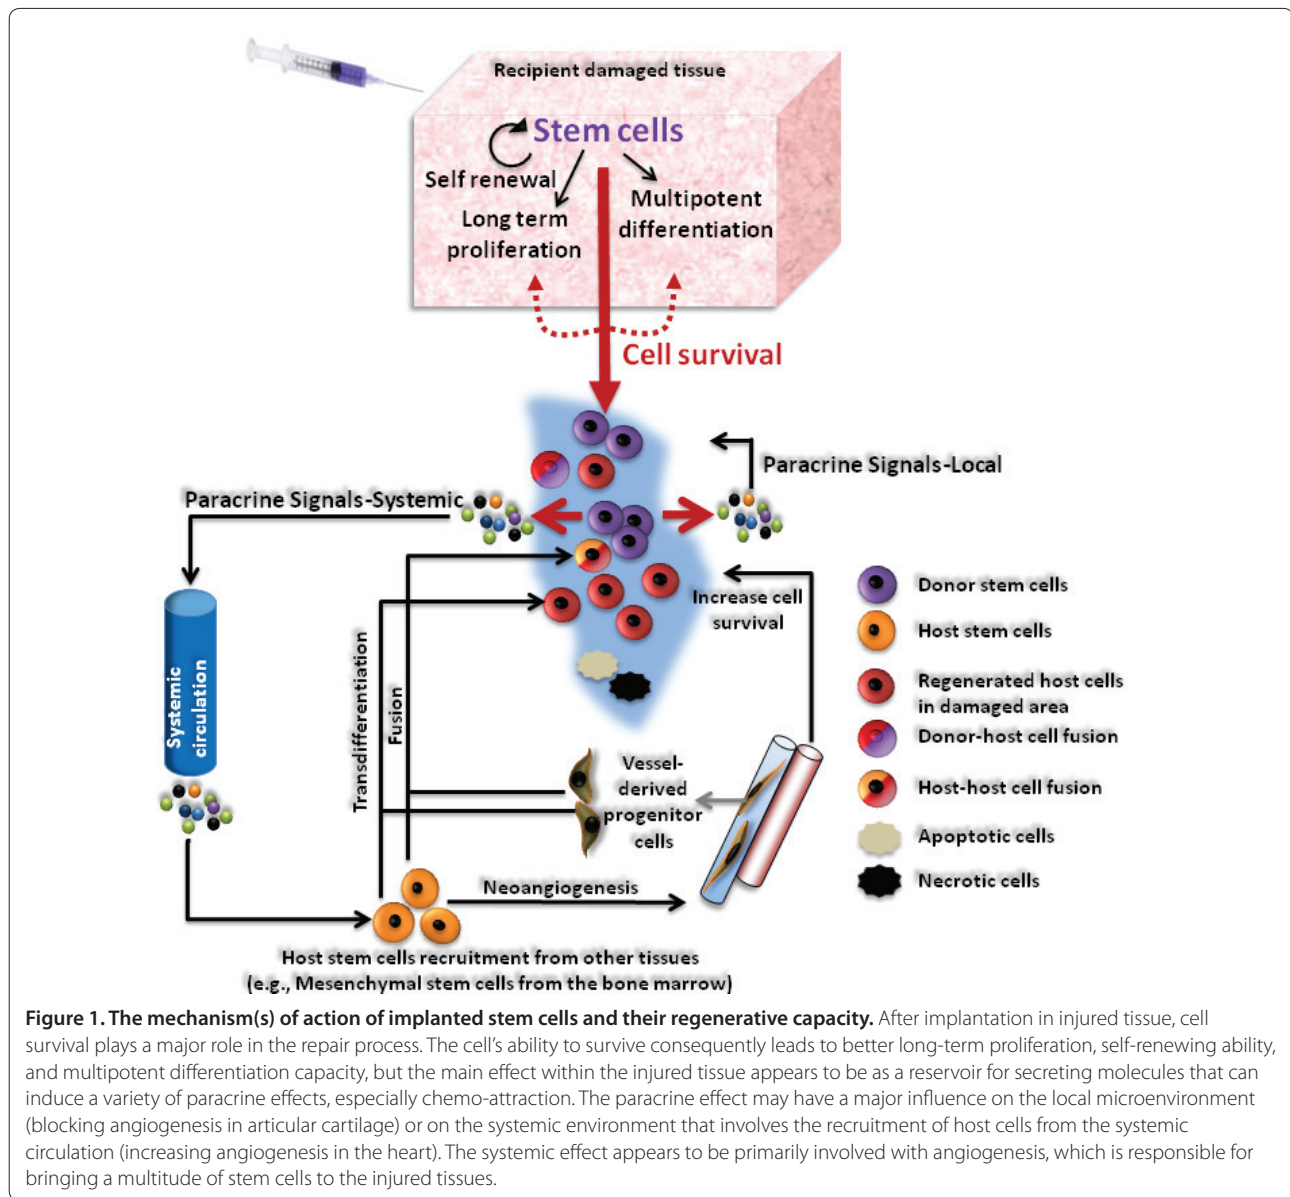 Recipient damaged tissue
Stem cells
Self renewal
Long term
proliferation
Multipotent
differentiation
Cell survival
Paracrine Signals-Local
Paracrine Signals-Systemic
Systemic
circulation
Transdifferentiation
Fusion
Increase cell
survival
Vessel-
derived
progenitor
cells
Neoangiogenesis
Host stem cells recruitment from other tissues
(e.g., Mesenchymal stem cells from the bone marrow)
Donor stem cells
Host stem cells
Regenerated host cells
in damaged area
Donor-host cell fusion
Host-host cell fusion
Apoptotic cells
Necrotic cells
Figure 1. The mechanism(s) of action of implanted stem cells and their regenerative capacity. After implantation in injured tissue, cell
survival plays a major role in the repair process. The cell's ability to survive consequently leads to better long-term proliferation, self-renewing ability,
and multipotent differentiation capacity, but the main effect within the injured tissue appears to be as a reservoir for secreting molecules that can
induce a variety of paracrine effects, especially chemo-attraction. The paracrine effect may have a major influence on the local microenvironment
(blocking angiogenesis in articular cartilage) or on the systemic environment that involves the recruitment of host cells from the systemic
circulation (increasing angiogenesis in the heart). The systemic effect appears to be primarily involved with angiogenesis, which is responsible for
bringing a multitude of stem cells to the injured tissues.